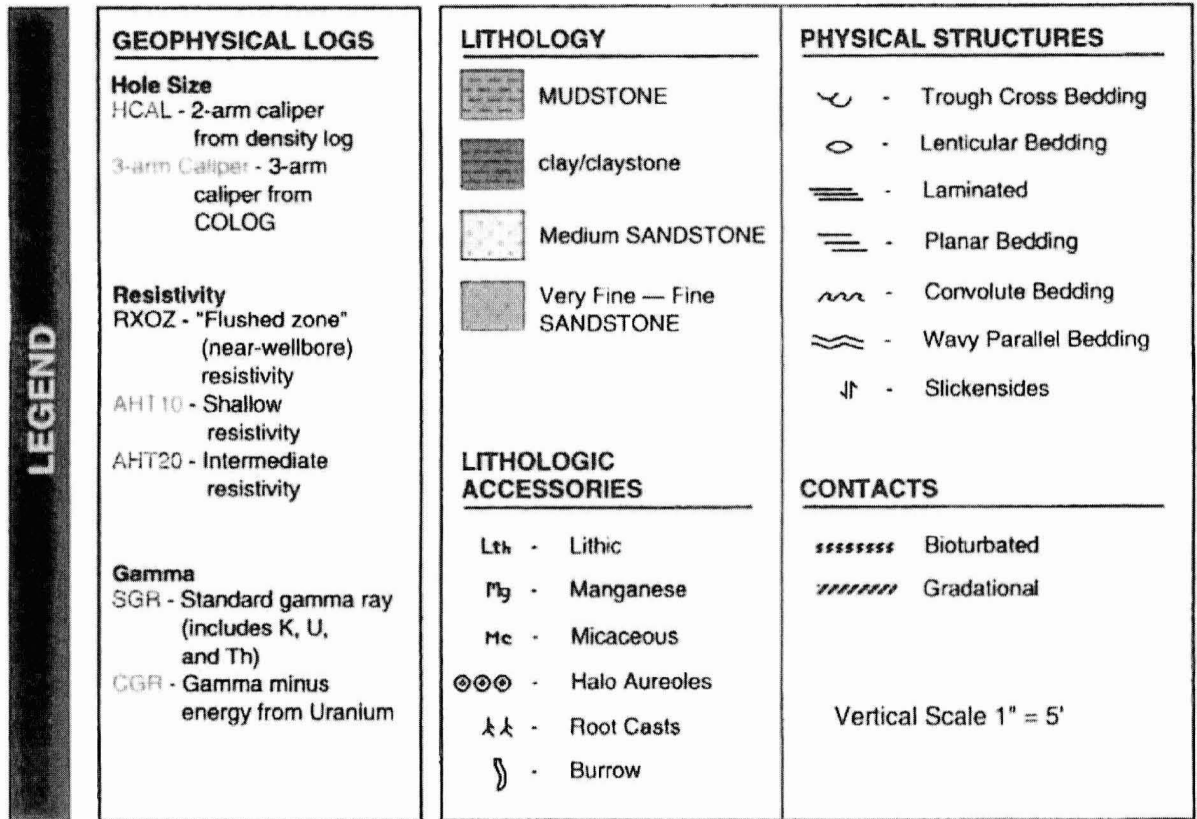 LEGEND
GEOPHYSICAL LOGS
Hole Size
HCAL - 2-arm caliper
from density log
3-arm Caliper - 3-arm
caliper from
COLOG
Resistivity
RXOZ - "Flushed zone"
(near-wellbore)
resistivity
AHT10 - Shallow
resistivity
AHT20 - Intermediate
resistivity
Gamma
SGR - Standard gamma ray
(includes K, U,
and Th)
CGR - Gamma minus
energy from Uranium
LITHOLOGY
MUDSTONE
clay/claystone
Medium SANDSTONE
Very Fine — Fine
SANDSTONE
LITHOLOGIC
ACCESSORIES
Lth - Lithic
Mg - Manganese
Mc - Micaceous
- Halo Aureoles
- Root Casts
- Burrow
PHYSICAL STRUCTURES
- Trough Cross Bedding
- Lenticular Bedding
- Laminated
- Planar Bedding
- Convolute Bedding
- Wavy Parallel Bedding
- Slickensides
CONTACTS
Bioturbated
Gradational
Vertical Scale 1" = 5'